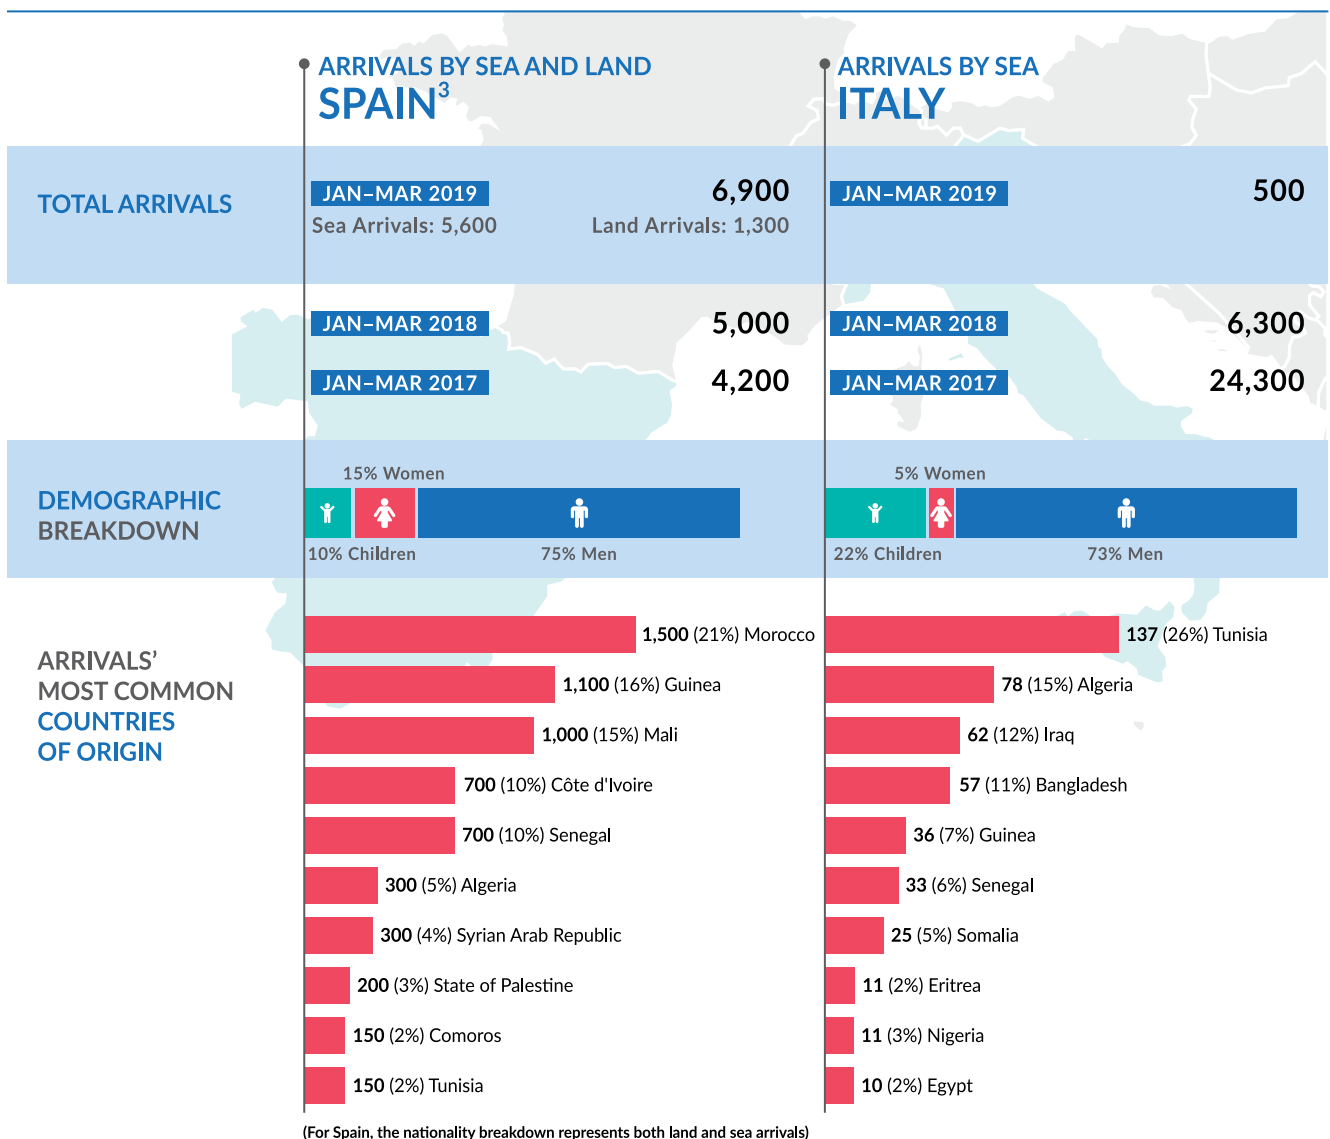 ARRIVALS BY SEA AND LAND
SPAIN³
ARRIVALS BY SEA
ITALY
TOTAL ARRIVALS
JAN–MAR 2019 6,900
Sea Arrivals: 5,600 Land Arrivals: 1,300
JAN–MAR 2018 5,000
JAN–MAR 2017 4,200
JAN–MAR 2019 500
JAN–MAR 2018 6,300
JAN–MAR 2017 24,300
DEMOGRAPHIC
BREAKDOWN
15% Women
10% Children 75% Men
5% Women
22% Children 73% Men
ARRIVALS’
MOST COMMON
COUNTRIES
OF ORIGIN
1,500 (21%) Morocco
1,100 (16%) Guinea
1,000 (15%) Mali
700 (10%) Côte d'Ivoire
700 (10%) Senegal
300 (5%) Algeria
300 (4%) Syrian Arab Republic
200 (3%) State of Palestine
150 (2%) Comoros
150 (2%) Tunisia
137 (26%) Tunisia
78 (15%) Algeria
62 (12%) Iraq
57 (11%) Bangladesh
36 (7%) Guinea
33 (6%) Senegal
25 (5%) Somalia
11 (2%) Eritrea
11 (3%) Nigeria
10 (2%) Egypt
(For Spain, the nationality breakdown represents both land and sea arrivals)